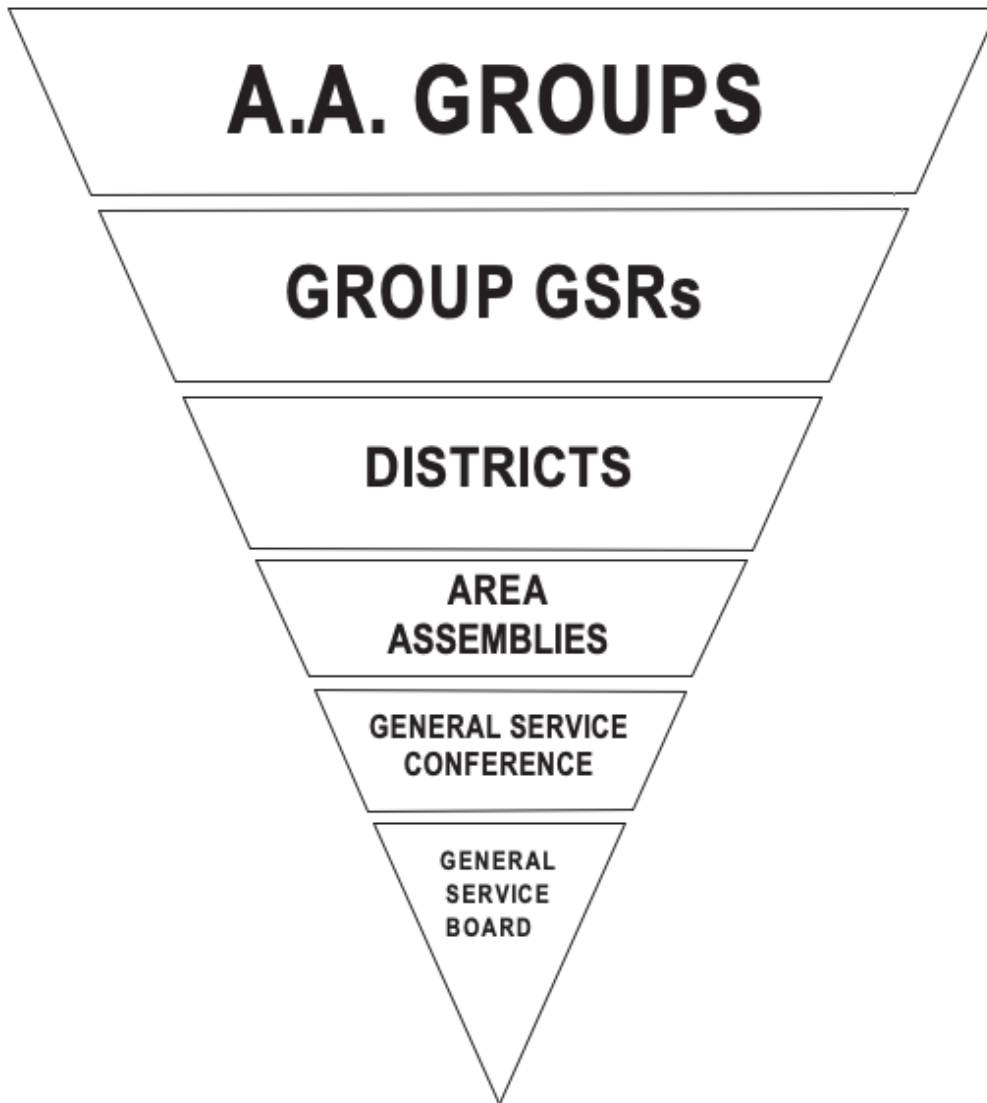 A.A. GROUPS
GROUP GSRs
DISTRICTS
AREA
ASSEMBLIES
GENERAL SERVICE
CONFERENCE
GENERAL
SERVICE
BOARD